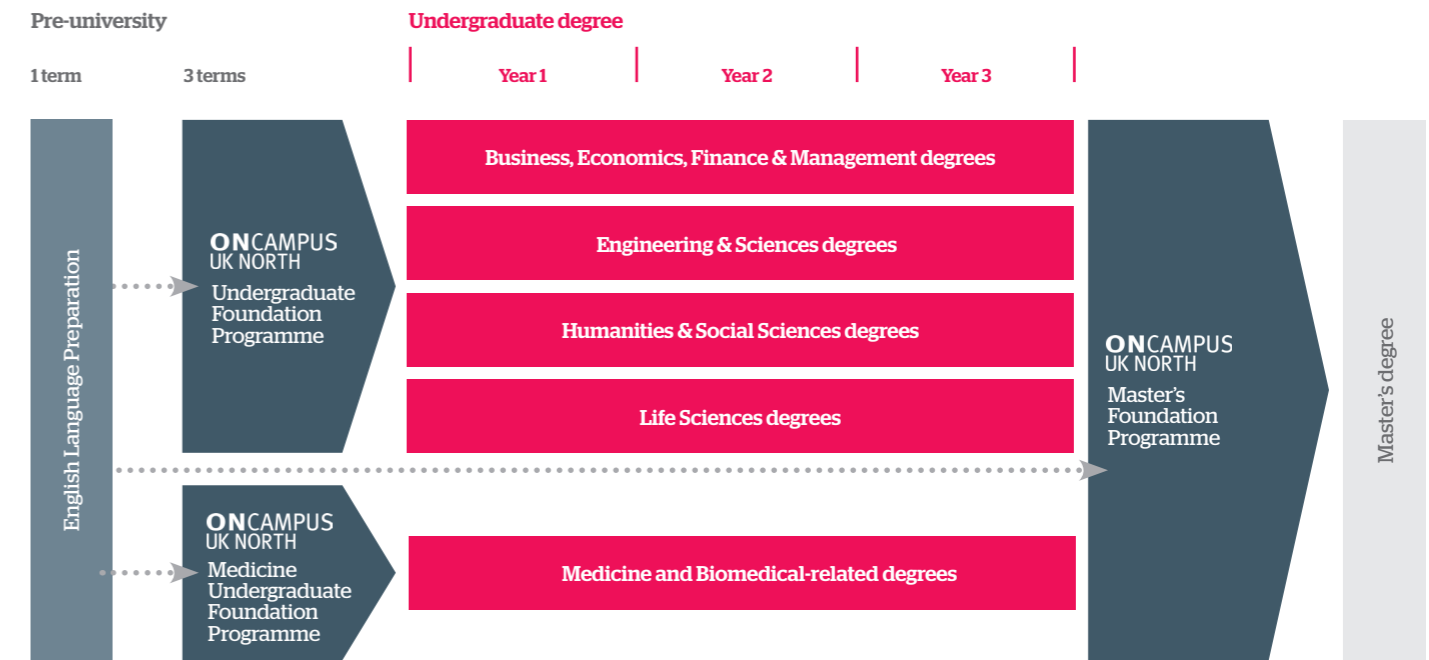 Pre-university
Undergraduate degree
1 term
3 terms
Year 1
Year 2
Year 3
English Language Preparation
ONCAMPUS
UK NORTH
Undergraduate
Foundation
Programme
Business, Economics, Finance & Management degrees
Engineering & Sciences degrees
Humanities & Social Sciences degrees
Life Sciences degrees
ONCAMPUS
UK NORTH
Medicine
Undergraduate
Foundation
Programme
Medicine and Biomedical-related degrees
ONCAMPUS
UK NORTH
Master's
Foundation
Programme
Master's degree